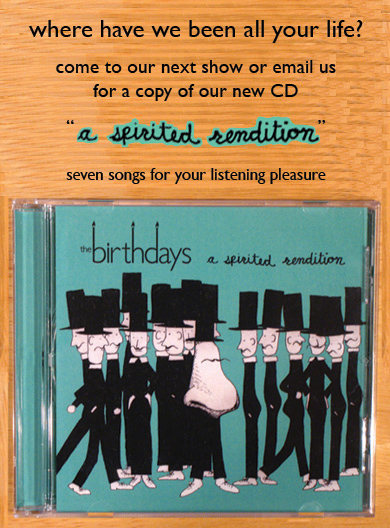 where have we been all your life?
come to our next show or email us
for a copy of our new CD
“a spirited rendition”
seven songs for your listening pleasure
the birthdays a spirited rendition